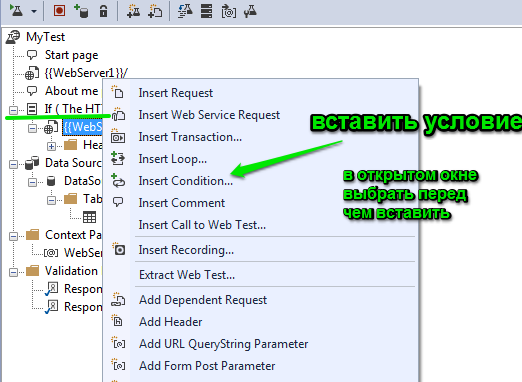 MyTest
Start page
{{WebServer1}}/
About me
If ( The HT
{{WebS
Hea
Data Sourc
DataSo
Tab
Context Pa
WebSer
Validation
Respon
Respon
Insert Request
Insert Web Service Request
Insert Transaction...
Insert Loop...
Insert Condition...
Insert Comment
Insert Call to Web Test...
Insert Recording...
Extract Web Test...
Add Dependent Request
Add Header
Add URL QueryString Parameter
Add Form Post Parameter
вставить условие
в открытом окне
выбрать перед
чем вставить